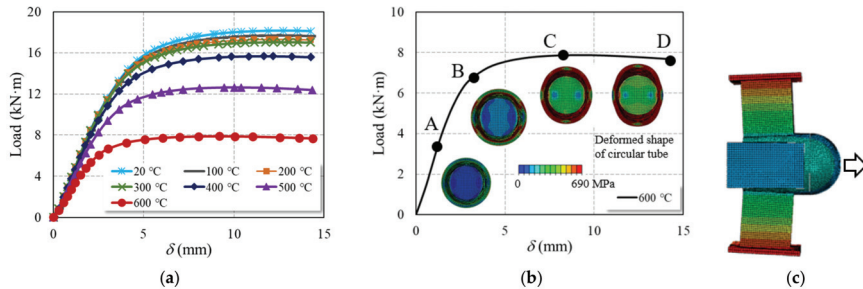 (a)
Load (kN·m)
20
16
12
8
4
0
20 °C
100 °C
200 °C
300 °C
400 °C
500 °C
600 °C
0
5
10
15
δ (mm)
(a)
(b)
Load (kN·m)
10
8
6
4
2
0
A
B
C
D
Deformed shape
of circular tube
0
690 MPa
600 °C
0
5
10
15
δ (mm)
(b)
(c)
(c)